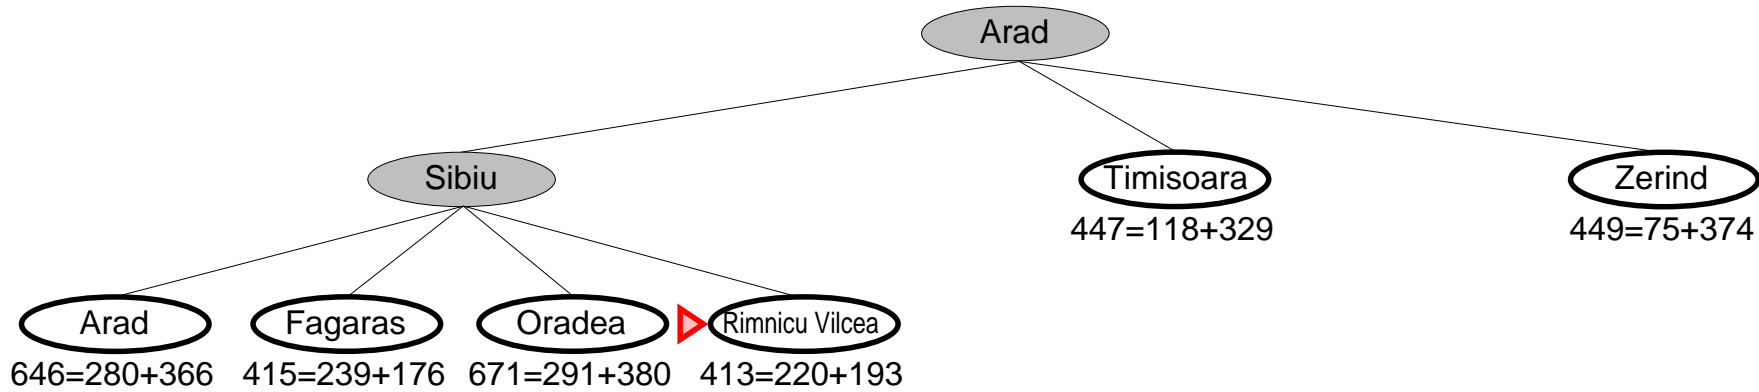 Arad
Sibiu
Timisoara
Zerind
447=118+329
449=75+374
Arad
Fagaras
Oradea
Rimnicu Vilcea
646=280+366
415=239+176
671=291+380
413=220+193